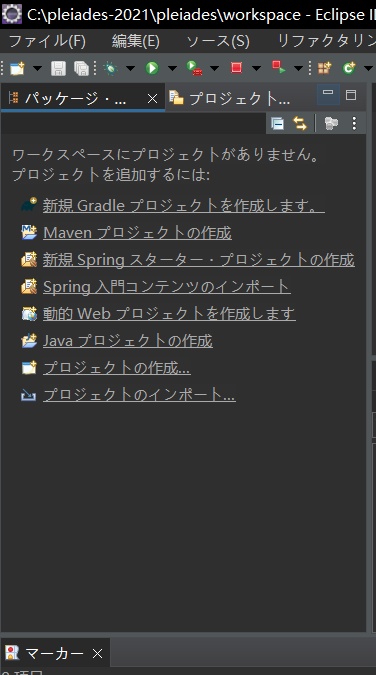 C:\pleiades-2021\pleiades\workspace - Eclipse I
ファイル(F) 編集(E) ソース(S) リファクタリン
パッケージ・... プロジェクト...
ワークスペースにプロジェクトがありません。
プロジェクトを追加するには:
新規 Gradle プロジェクトを作成します。
Maven プロジェクトの作成
新規 Spring スターター・プロジェクトの作成
Spring 入門コンテンツのインポート
動的 Web プロジェクトを作成します
Java プロジェクトの作成
プロジェクトの作成...
プロジェクトのインポート...
マーカー